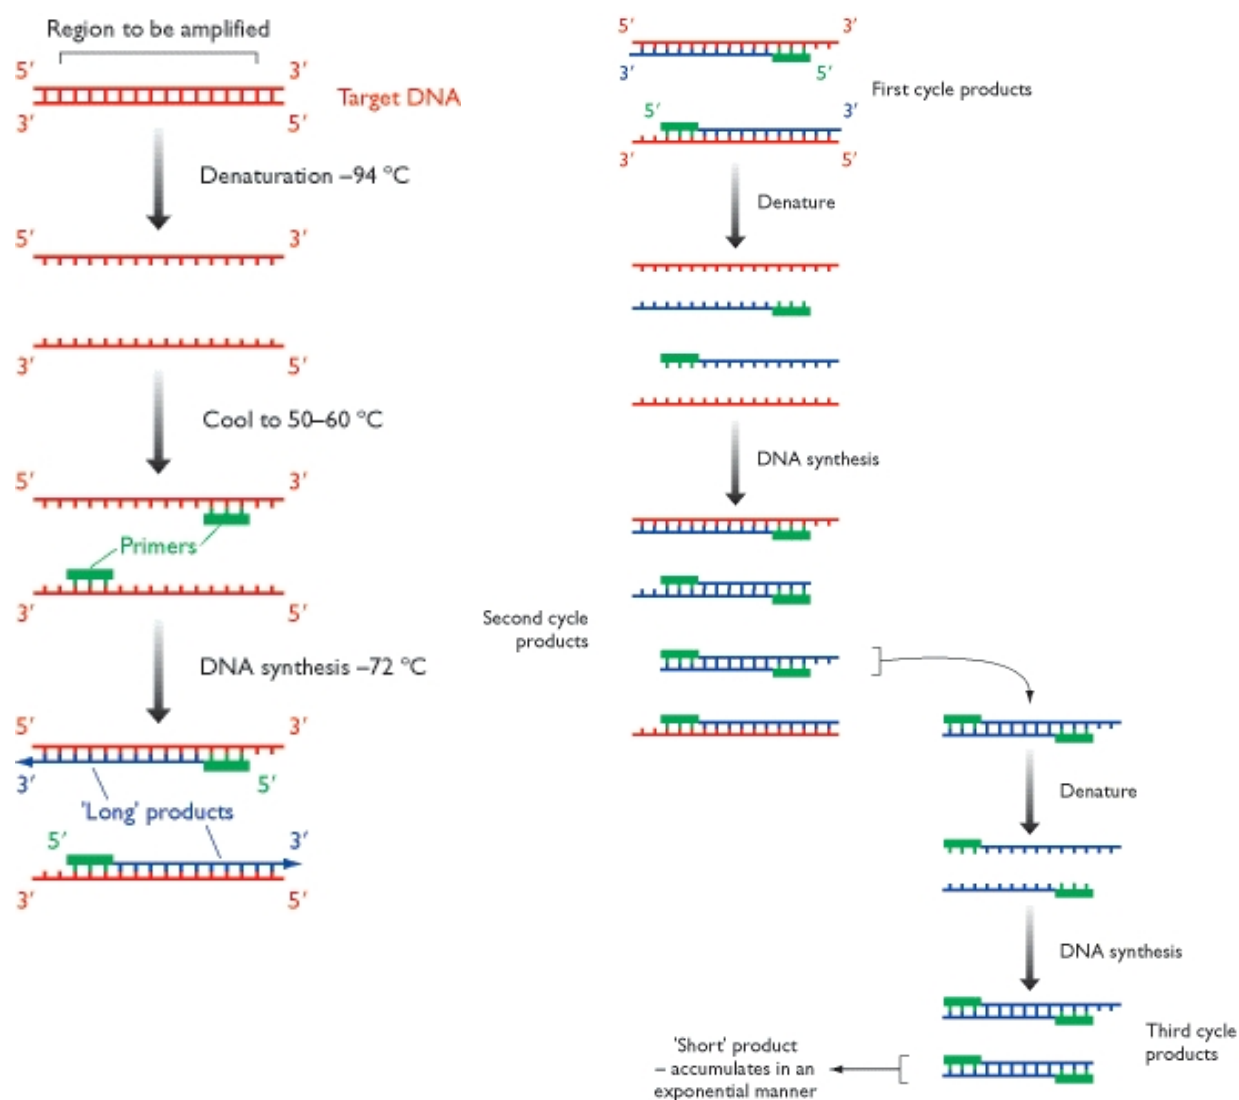 Region to be amplified
5′ 3′
Target DNA
3′ 5′
Denaturation –94 °C
5′ 3′
3′ 5′
Cool to 50–60 °C
5′ 3′
Primers
3′ 5′
DNA synthesis –72 °C
5′ 3′
3′ 5′
'Long' products
5′ 3′
3′ 5′
5′ 3′
3′ 5′
First cycle products
5′ 3′
3′ 5′
Denature
DNA synthesis
Second cycle
products
Denature
DNA synthesis
Third cycle
products
'Short' product
– accumulates in an
exponential manner